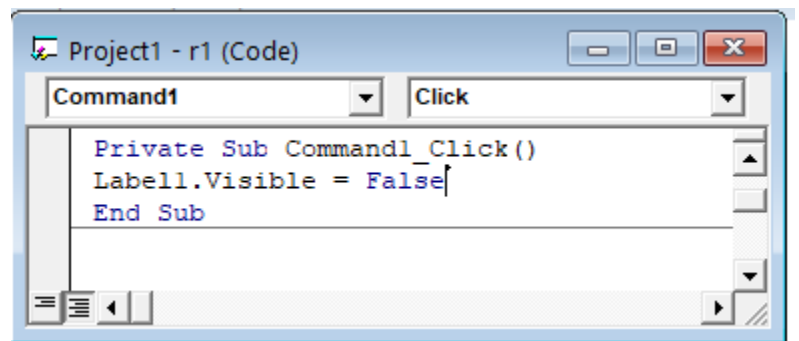 Project1 - r1 (Code)
Command1 Click
Private Sub Command1_Click()
Label1.Visible = False
End Sub